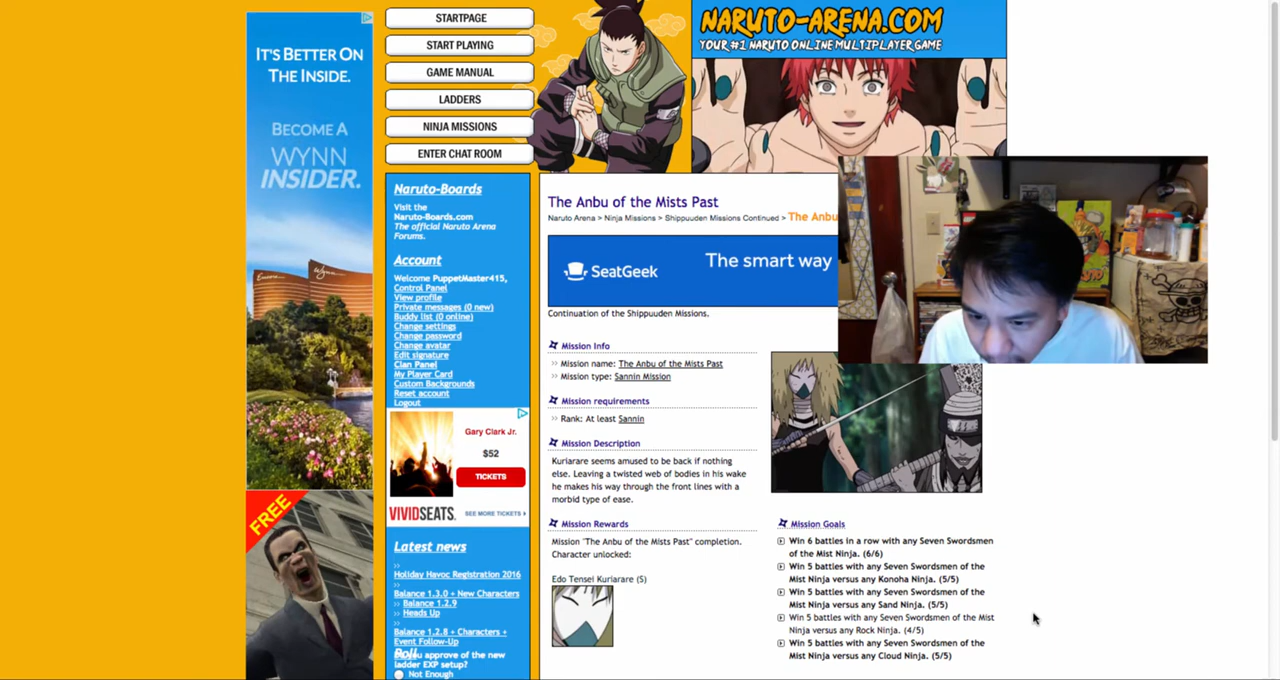 IT'S BETTER ON
THE INSIDE.
BECOME A
WYNN
INSIDER.
Encore
Wynn
FREE
STARTPAGE
START PLAYING
GAME MANUAL
LADDERS
NINJA MISSIONS
ENTER CHAT ROOM
NARUTO-ARENA.COM
YOUR #1 NARUTO ONLINE MULTIPLAYER GAME
Naruto-Boards
Visit the
Naruto-Boards.com
The official Naruto Arena
Forums.
Account
Welcome PuppetMaster415,
Control Panel
View profile
Private messages (0 new)
Buddy list (0 online)
Change settings
Change password
Change avatar
Edit signature
Clan Panel
My Player Card
Custom Backgrounds
Reset account
Logout
Gary Clark Jr.
$52
TICKETS
VIVIDSEATS
SEE MORE TICKETS
Latest news
Holiday Havoc Registration 2016
Balance 1.3.0 + New Characters
Balance 1.2.9
Heads Up
Balance 1.2.8 + Characters +
Event Follow-Up
Poll
you approve of the new
ladder EXP setup?
Not Enough
The Anbu of the Mists Past
Naruto Arena > Ninja Missions > Shippuuden Missions Continued > The Anbu
SeatGeek
The smart way
Continuation of the Shippuuden Missions.
Mission Info
Mission name: The Anbu of the Mists Past
Mission type: Sannin Mission
Mission requirements
Rank: At least Sannin
Mission Description
Kuriarare seems amused to be back if nothing
else. Leaving a twisted web of bodies in his wake
he makes his way through the front lines with a
morbid type of ease.
Mission Rewards
Mission "The Anbu of the Mists Past" completion.
Character unlocked:
Edo Tensei Kuriarare (S)
Mission Goals
Win 6 battles in a row with any Seven Swordsmen
of the Mist Ninja. (6/6)
Win 5 battles with any Seven Swordsmen of the
Mist Ninja versus any Konoha Ninja. (5/5)
Win 5 battles with any Seven Swordsmen of the
Mist Ninja versus any Sand Ninja. (5/5)
Win 5 battles with any Seven Swordsmen of the Mist
Ninja versus any Rock Ninja. (4/5)
Win 5 battles with any Seven Swordsmen of the
Mist Ninja versus any Cloud Ninja. (5/5)